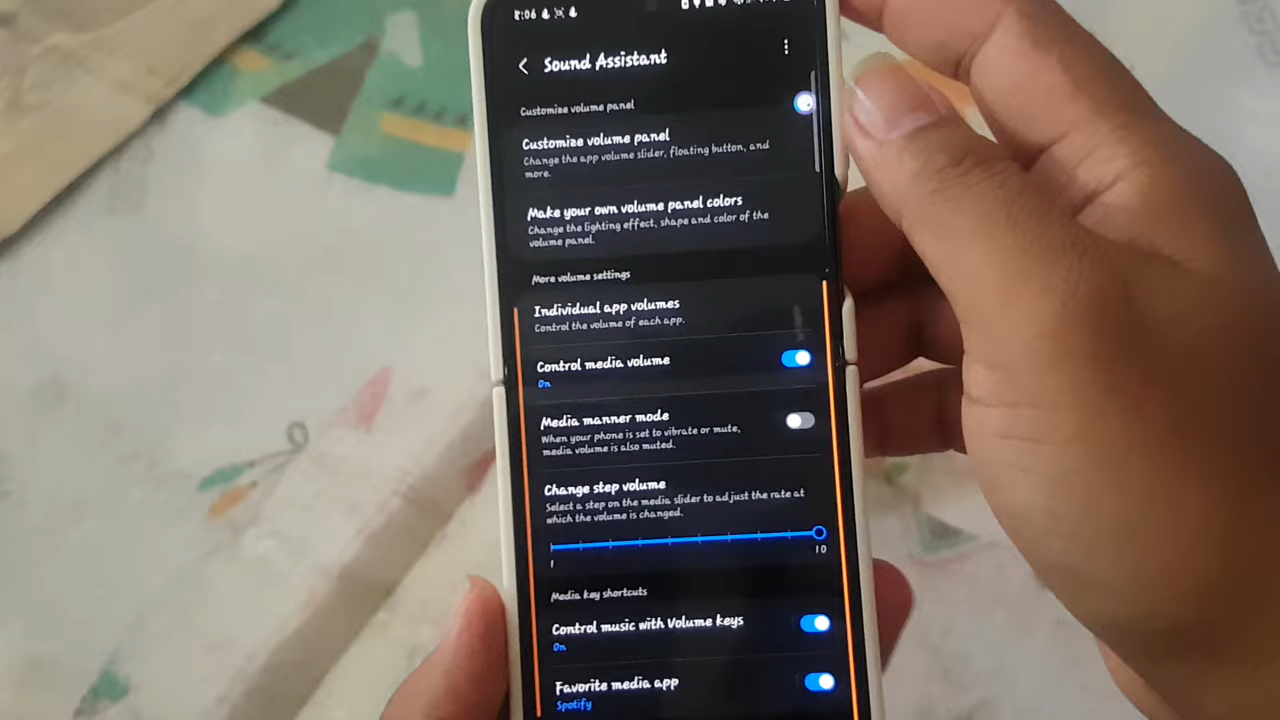 8:06
Sound Assistant
Customize volume panel
Customize volume panel
Change the app volume slider, floating button, and
more.
Make your own volume panel colors
Change the lighting effect, shape and color of the
volume panel.
More volume settings
Individual app volumes
Control the volume of each app.
Control media volume
On
Media manner mode
When your phone is set to vibrate or mute,
media volume is also muted.
Change step volume
Select a step on the media slider to adjust the rate at
which the volume is changed.
1 10
Media key shortcuts
Control music with Volume keys
On
Favorite media app
Spotify